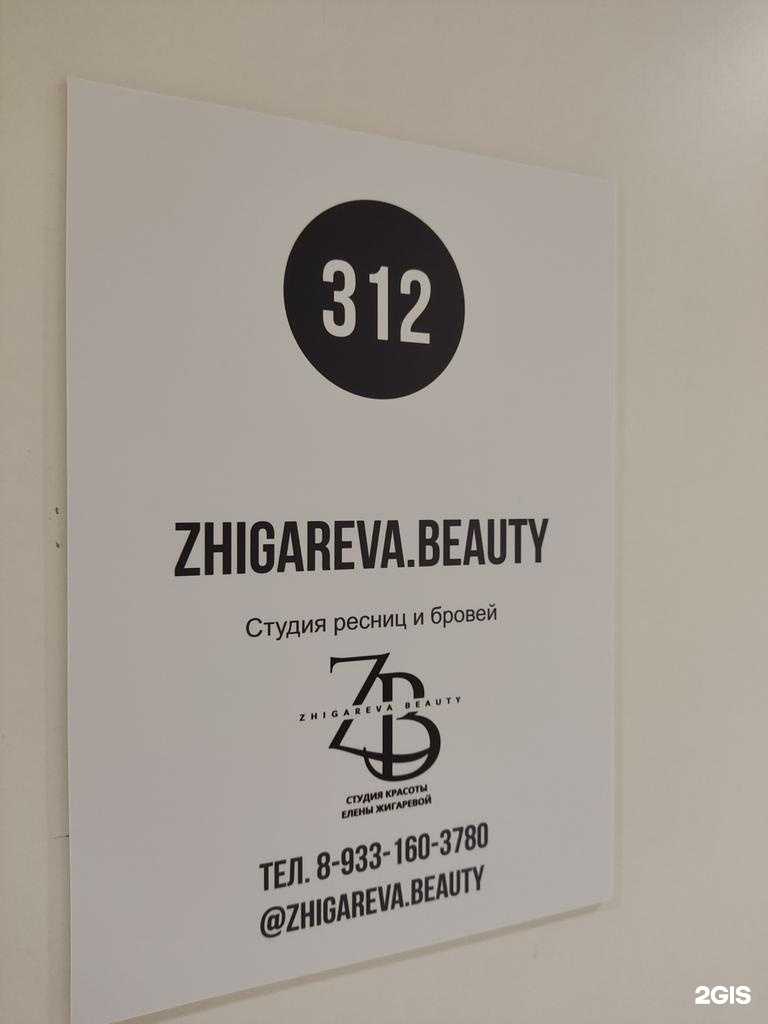 312
ZHIGAREVA.BEAUTY
Студия ресниц и бровей
ZB
ZHIGAREVA BEAUTY
СТУДИЯ КРАСОТЫ
ЕЛЕНЫ ЖИГАРЕВОЙ
ТЕЛ. 8-933-160-3780
@ZHIGAREVA.BEAUTY
2GIS